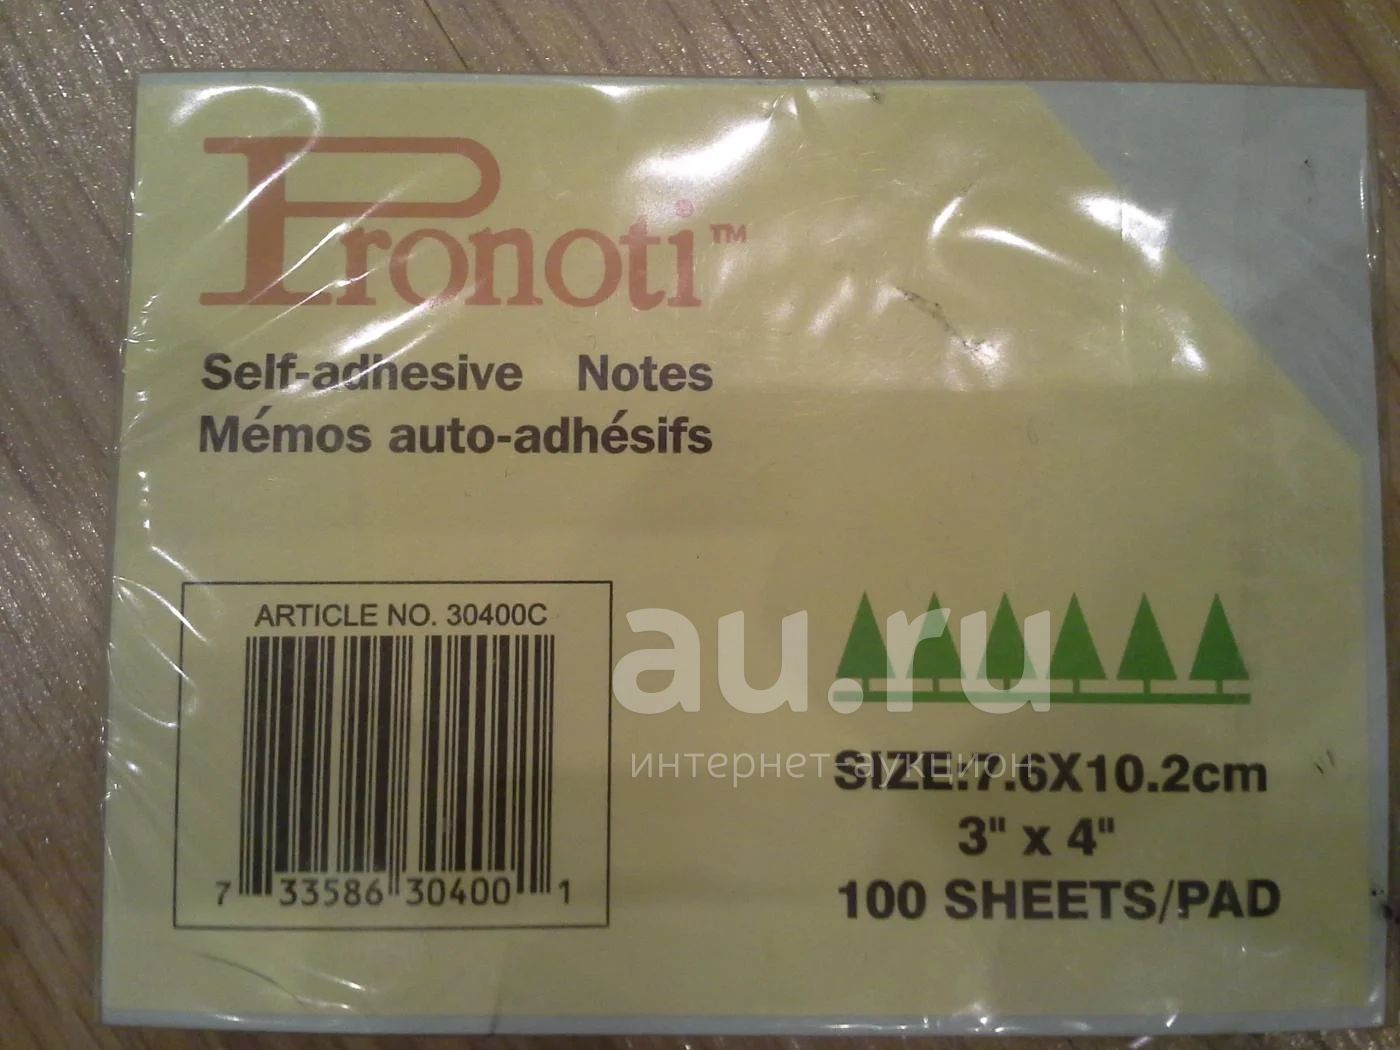 Pronoti™
Self-adhesive Notes
Mémos auto-adhésifs
ARTICLE NO. 30400C
7 33586 30400 1
au.ru
интернет аукцион
SIZE:7.6X10.2cm
3" x 4"
100 SHEETS/PAD